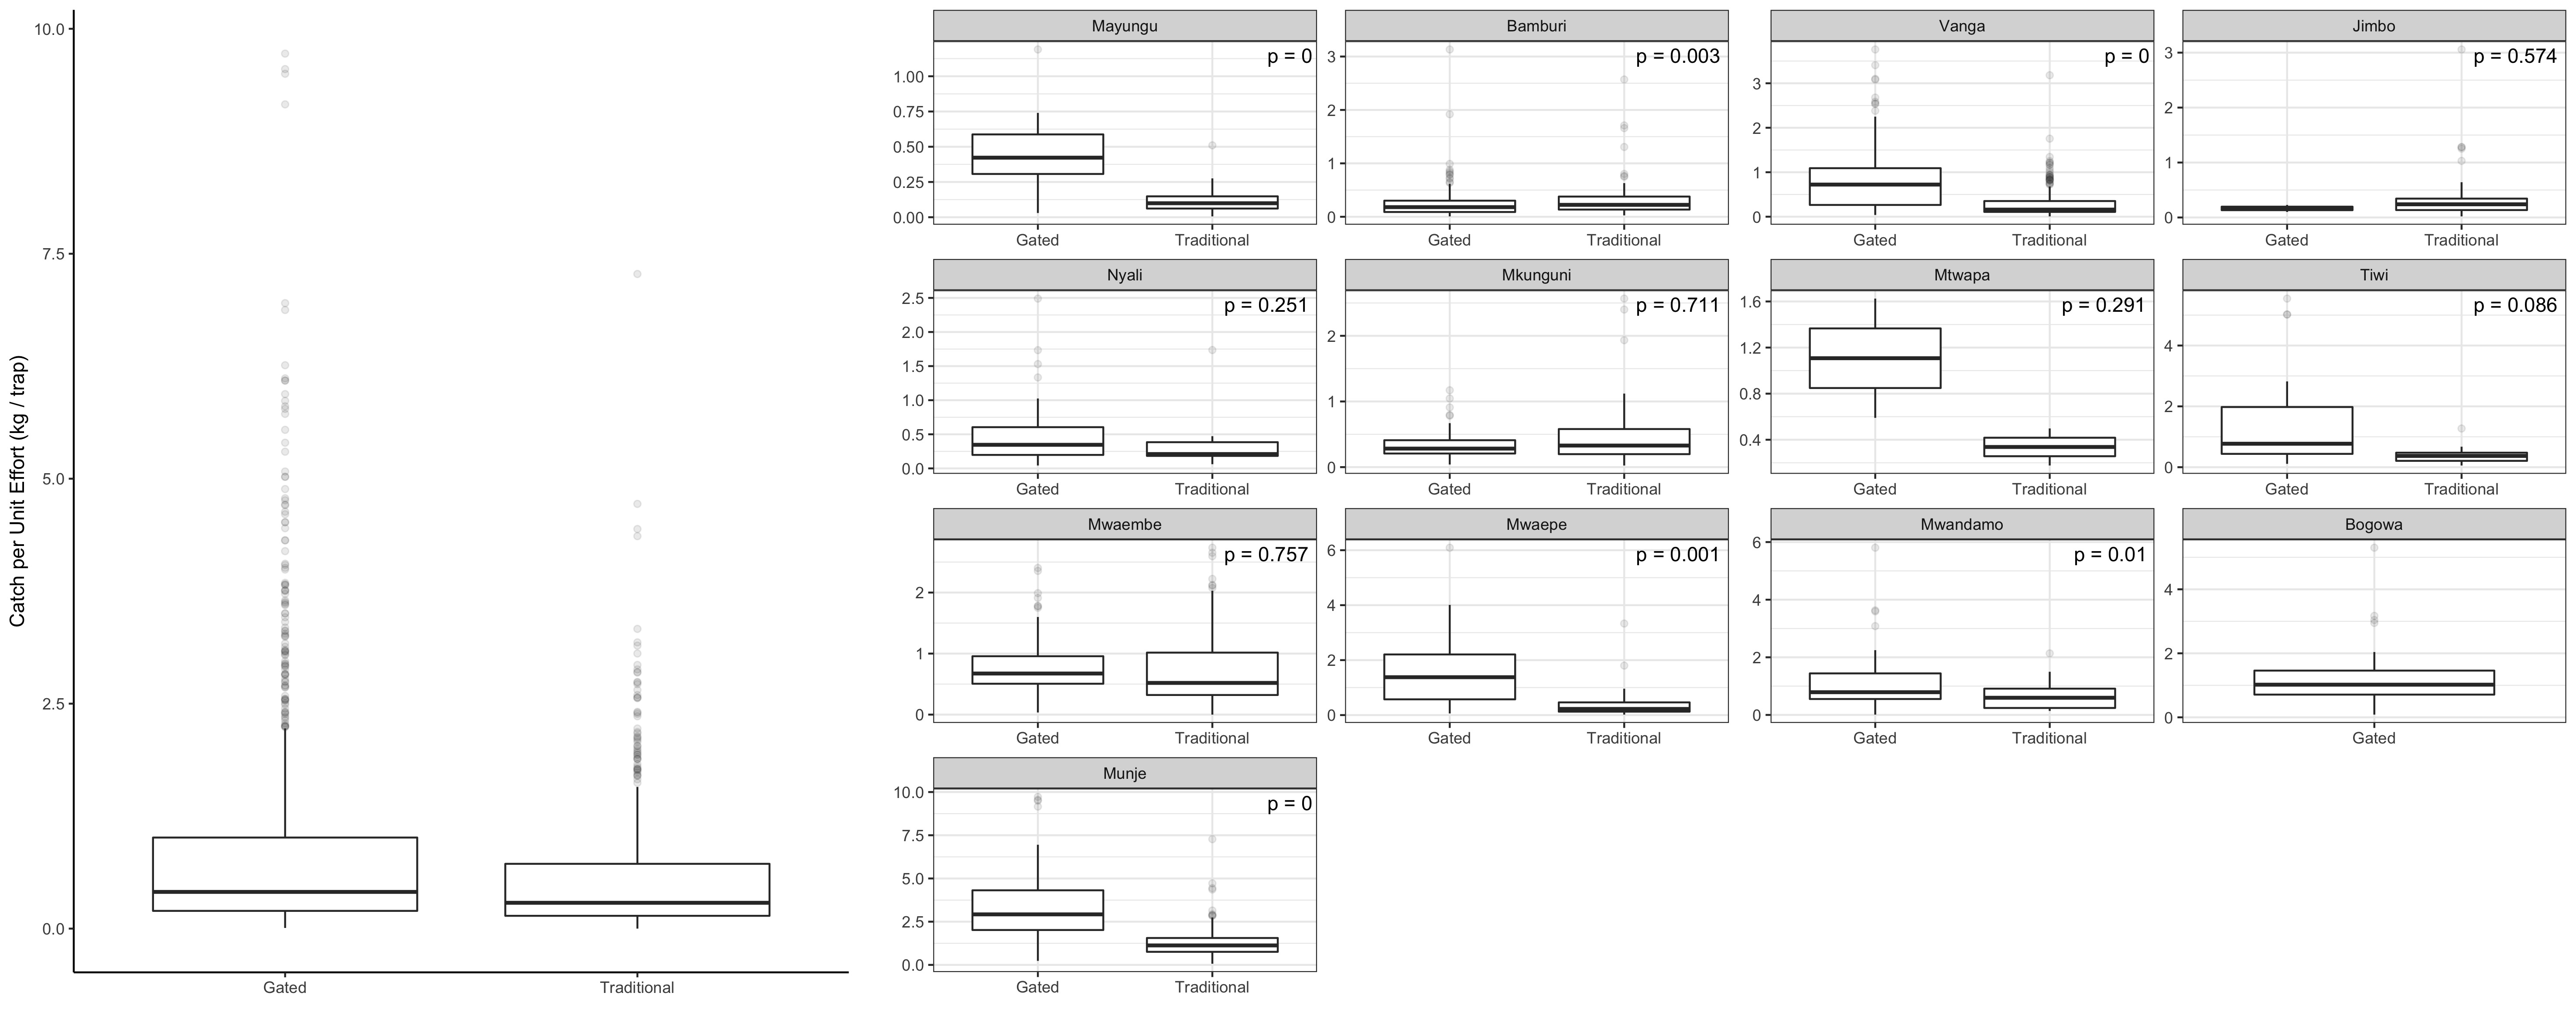 Catch per Unit Effort (kg / trap)
10.0
7.5
5.0
2.5
0.0
Gated Traditional
Mayungu
p = 0
1.00
0.75
0.50
0.25
0.00
Gated Traditional
Bamburi
p = 0.003
3
2
1
0
Gated Traditional
Vanga
p = 0
3
2
1
0
Gated Traditional
Jimbo
p = 0.574
3
2
1
0
Gated Traditional
Nyali
p = 0.251
2.5
2.0
1.5
1.0
0.5
0.0
Gated Traditional
Mkunguni
p = 0.711
2
1
0
Gated Traditional
Mtwapa
p = 0.291
1.6
1.2
0.8
0.4
Gated Traditional
Tiwi
p = 0.086
4
2
0
Gated Traditional
Mwaembe
p = 0.757
2
1
0
Gated Traditional
Mwaepe
p = 0.001
6
4
2
0
Gated Traditional
Mwandamo
p = 0.01
6
4
2
0
Gated Traditional
Bogowa
4
2
0
Gated
Munje
p = 0
10.0
7.5
5.0
2.5
0.0
Gated Traditional